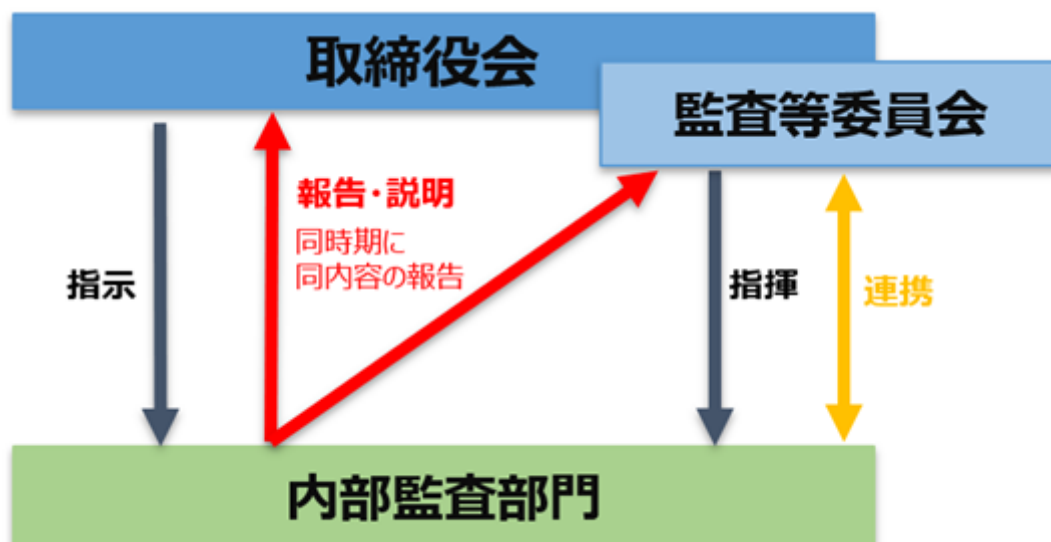 取締役会
監査等委員会
報告・説明
同時期に
同内容の報告
指示
指揮
連携
内部監査部門